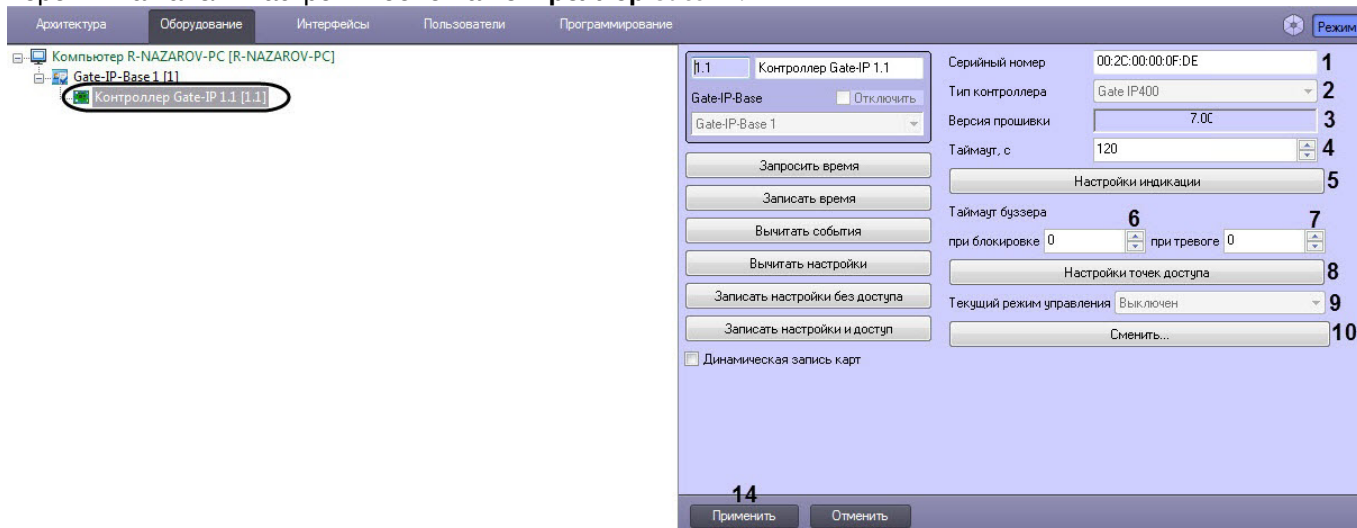 Архитектура Оборудование Интерфейсы Пользователи Программирование Режим
Компьютер R-NAZAROV-PC [R-NAZAROV-PC]
Gate-IP-Base 1 [1]
Контроллер Gate-IP 1.1 [1.1]
1.1 Контроллер Gate-IP 1.1
Gate-IP-Base Отключить
Gate-IP-Base 1
Запросить время
Записать время
Вычитать события
Вычитать настройки
Записать настройки без доступа
Записать настройки и доступ
Динамическая запись карт
Серийный номер 00:2C:00:00:0F:DE 1
Тип контроллера Gate IP400 2
Версия прошивки 7.0C 3
Таймаут, с 120 4
Настройки индикации 5
Таймаут буззера 6 7
при блокировке 0 при тревоге 0
Настройки точек доступа 8
Текущий режим управления Выключен 9
Сменить... 10
14
Применить Отменить